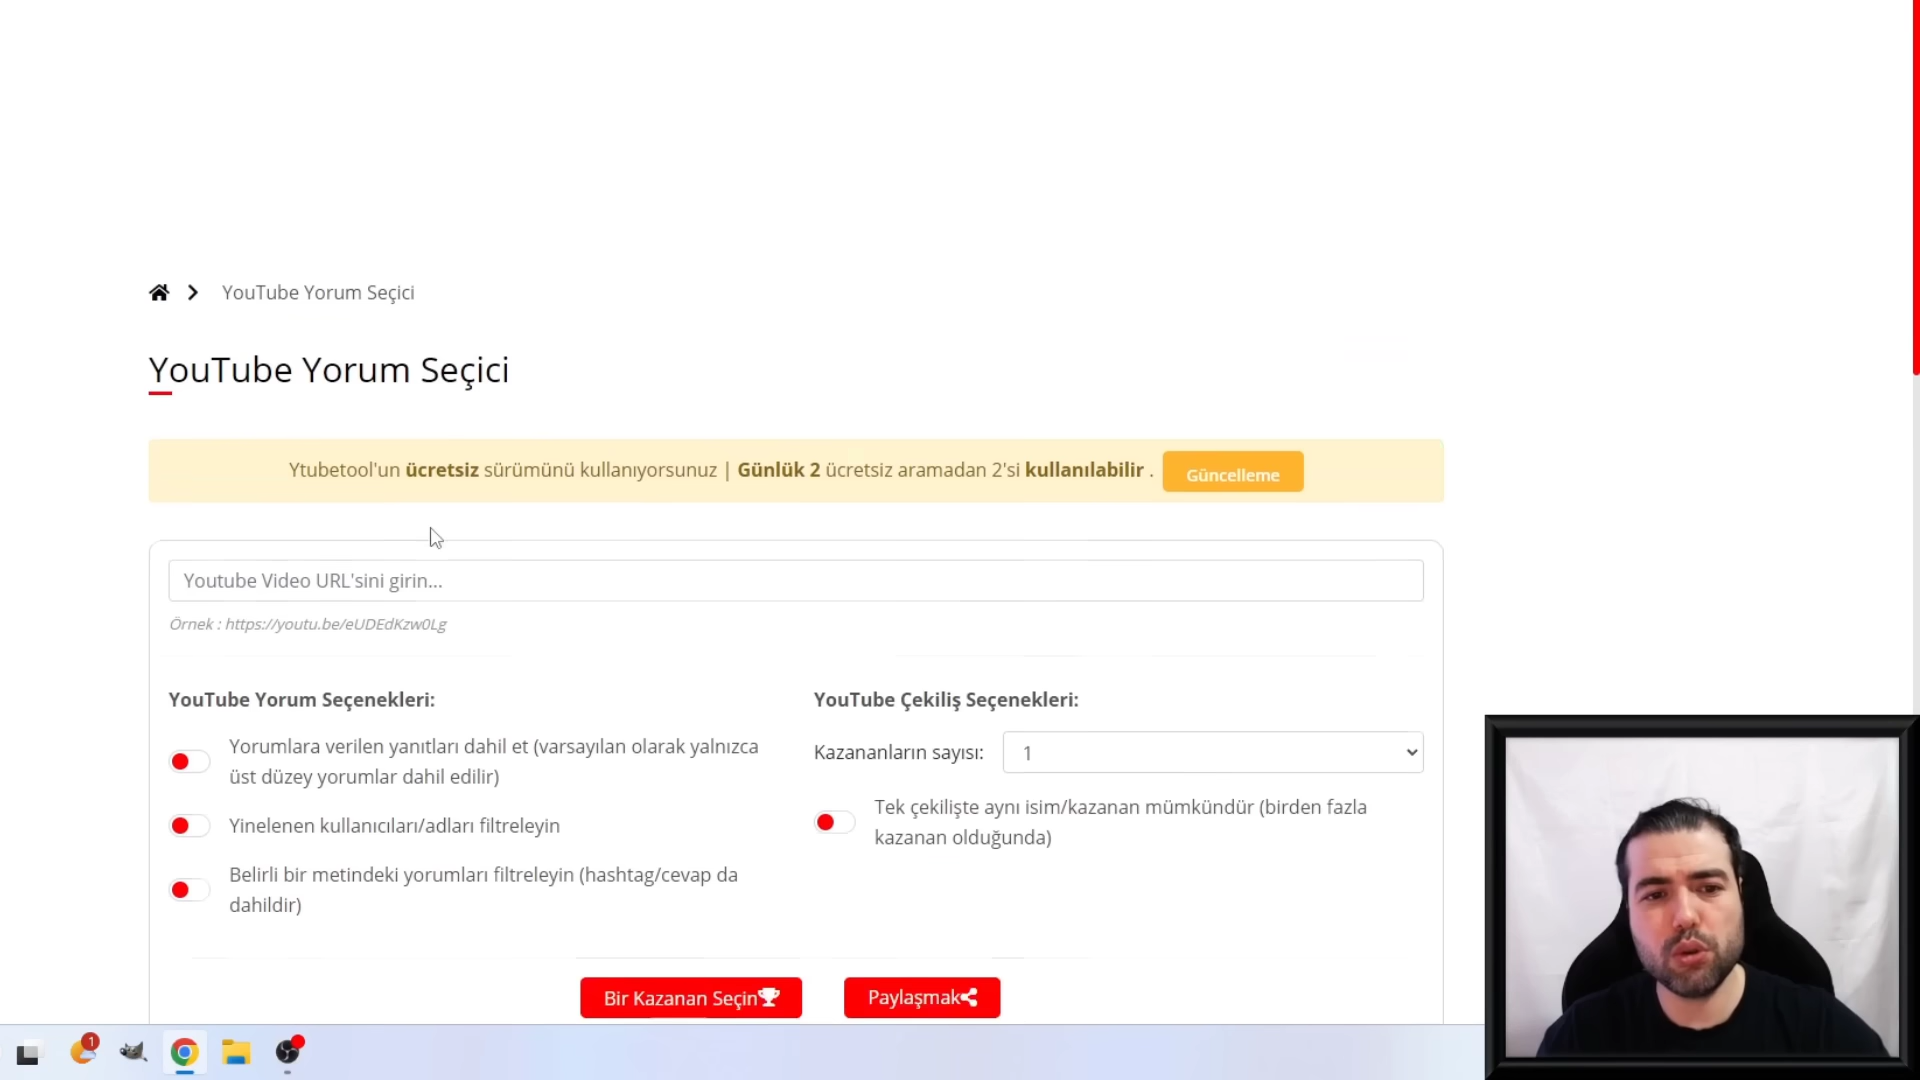 YouTube Yorum Seçici
YouTube Yorum Seçici
Ytubetool'un ücretsiz sürümünü kullanıyorsunuz | Günlük 2 ücretsiz aramadan 2'si kullanılabilir . Güncelleme
Youtube Video URL'sini girin...
Örnek : https://youtu.be/eUDEdKzw0Lg
YouTube Yorum Seçenekleri:
Yorumlara verilen yanıtları dahil et (varsayılan olarak yalnızca
üst düzey yorumlar dahil edilir)
Yinelenen kullanıcıları/adları filtreleyin
Belirli bir metindeki yorumları filtreleyin (hashtag/cevap da
dahildir)
YouTube Çekiliş Seçenekleri:
Kazananların sayısı: 1
Tek çekilişte aynı isim/kazanan mümkündür (birden fazla
kazanan olduğunda)
Bir Kazanan Seçin
Paylaşmak
1